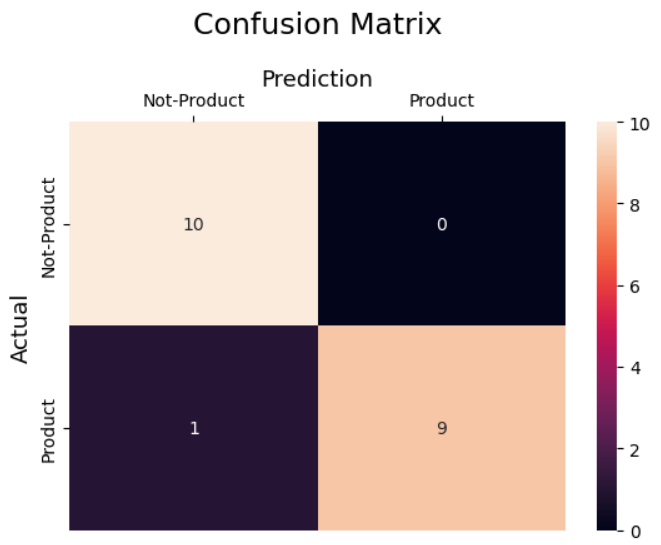 Confusion Matrix
Prediction
Not-Product Product
Not-Product
10 0
Actual
Product
1 9
10
8
6
4
2
0